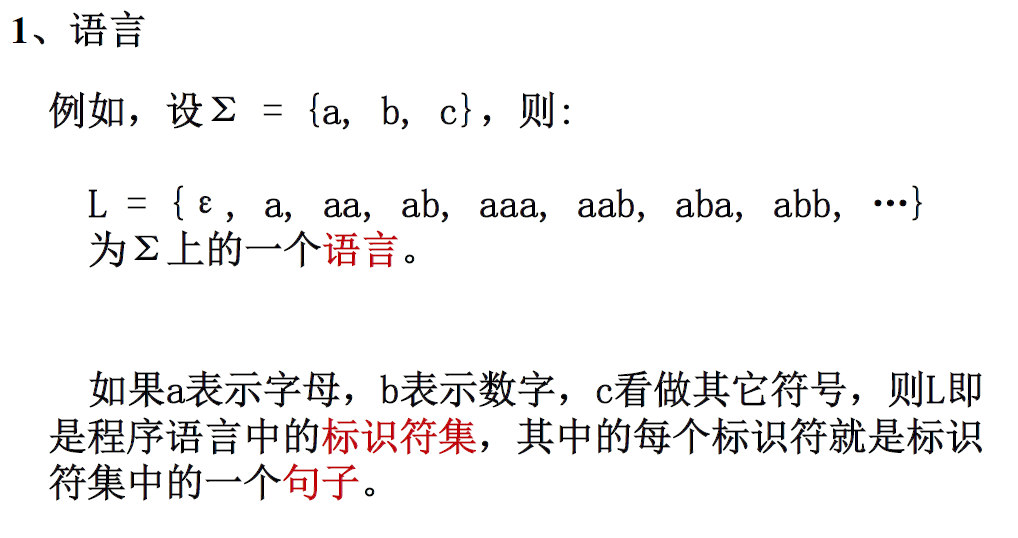 1、语言
例如，设Σ = {a, b, c}，则:
L = {ε, a, aa, ab, aaa, aab, aba, abb, …}
为Σ上的一个语言。
如果a表示字母，b表示数字，c看做其它符号，则L即
是程序语言中的标识符集，其中的每个标识符就是标识
符集中的一个句子。